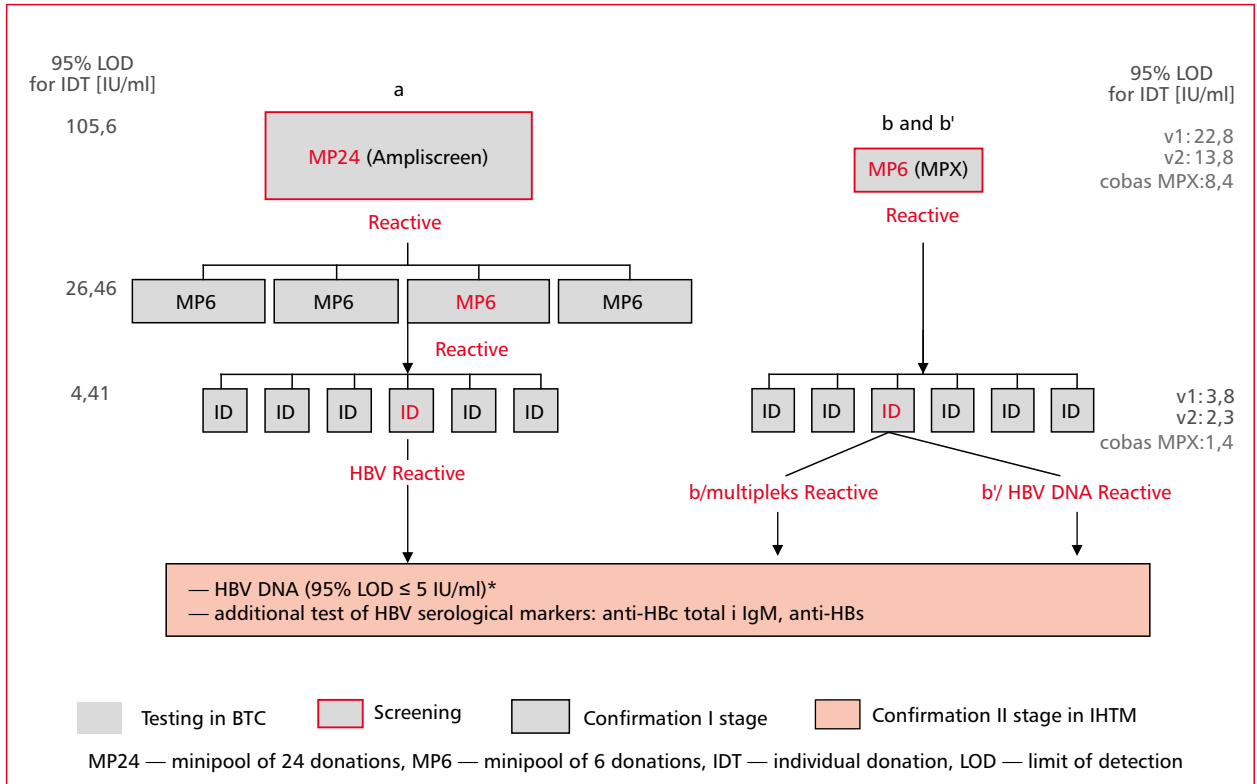 95% LOD
for IDT [IU/ml]
a
95% LOD
for IDT [IU/ml]
105,6
MP24 (Ampliscreen)
b and b'
MP6 (MPX)
v1: 22,8
v2: 13,8
cobas MPX:8,4
Reactive
Reactive
26,46
MP6 MP6 MP6 MP6
Reactive
4,41
ID ID ID ID ID ID
ID ID ID ID ID ID
v1: 3,8
v2: 2,3
cobas MPX:1,4
HBV Reactive
b/multipleks Reactive
b'/ HBV DNA Reactive
— HBV DNA (95% LOD ≤ 5 IU/ml)*
— additional test of HBV serological markers: anti-HBc total i IgM, anti-HBs
Testing in BTC
Screening
Confirmation I stage
Confirmation II stage in IHTM
MP24 — minipool of 24 donations, MP6 — minipool of 6 donations, IDT — individual donation, LOD — limit of detection